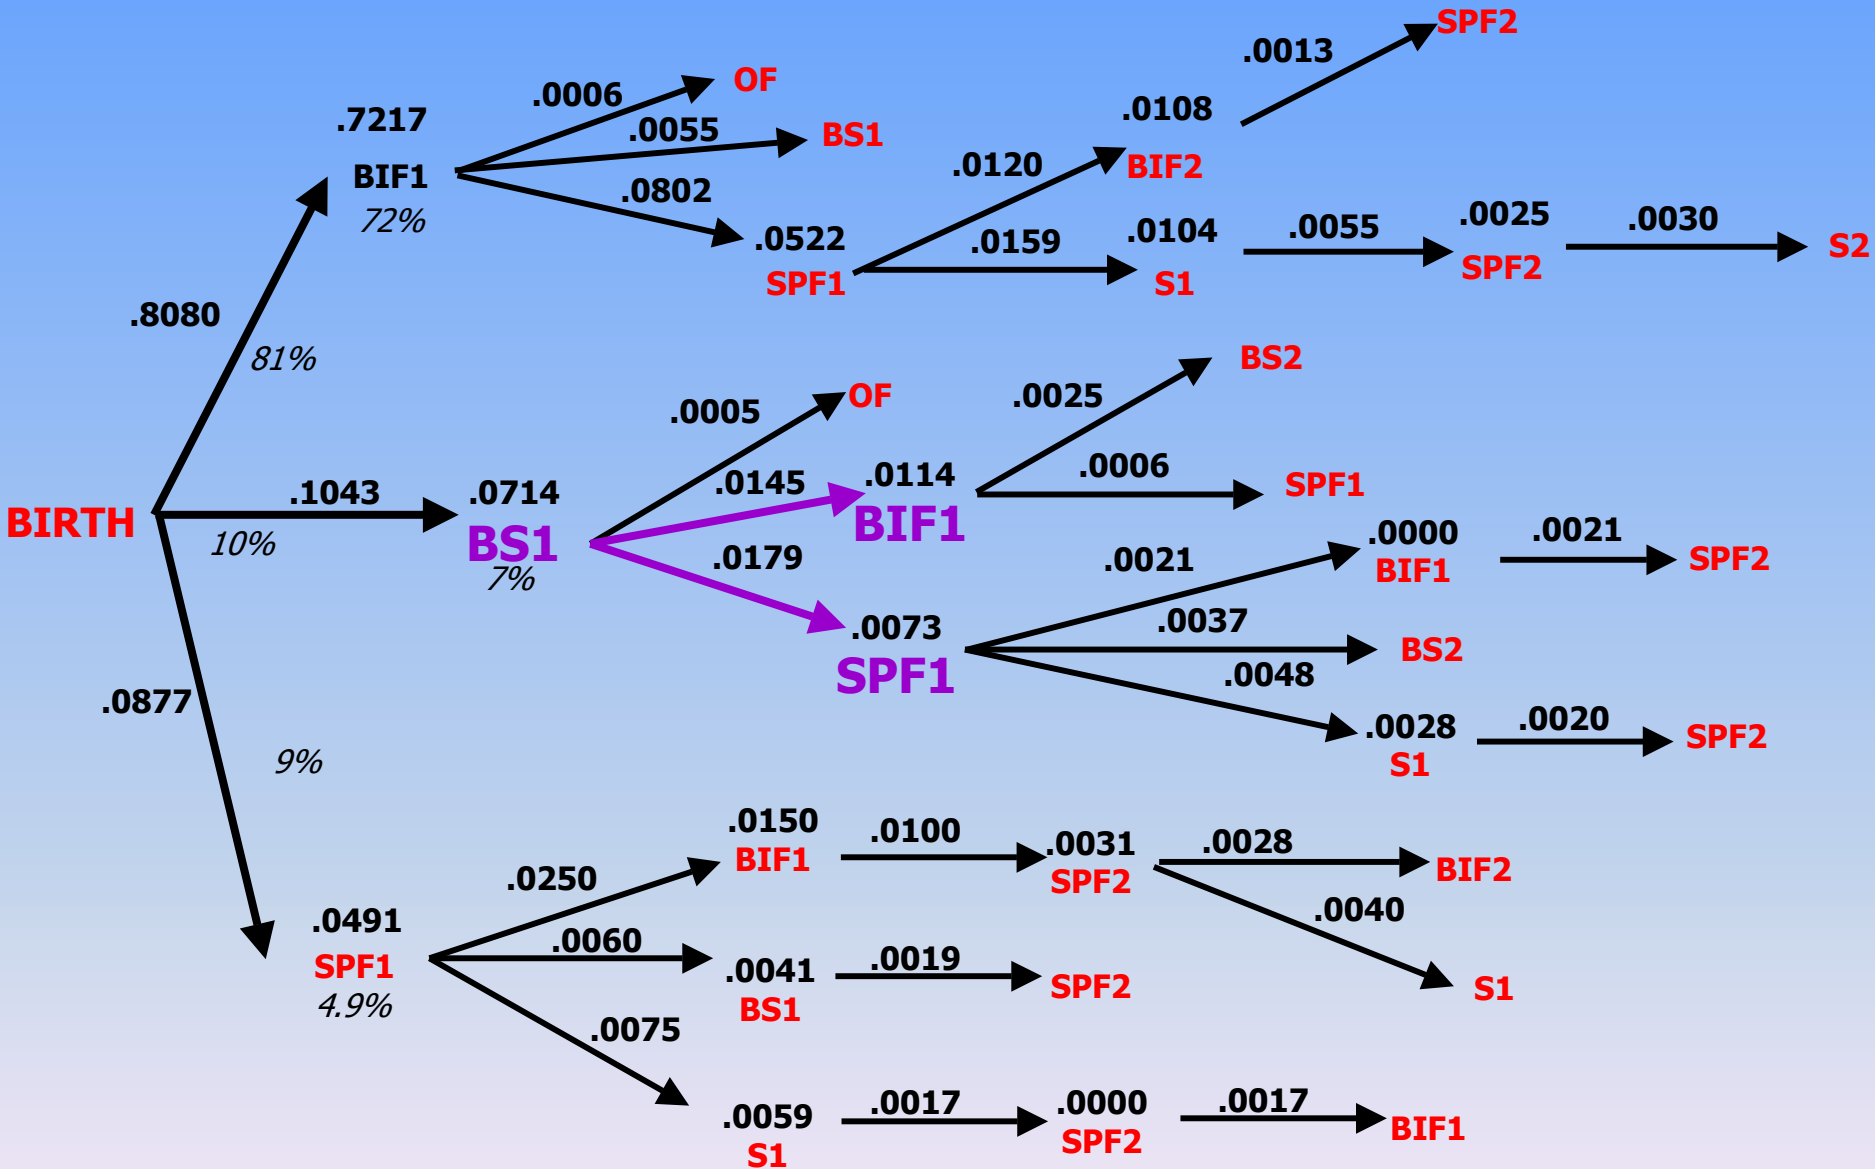 SPF2
.0013
OF
.0006
.7217
.0108
.0055
BS1
BIF1
.0120
BIF2
72%
.0802
.0522
SPF1
.0159
.0104
S1
.0055
.0025
SPF2
.0030
S2
.8080
81%
BS2
OF
.0025
.0005
.0145
.0114
BIF1
.0006
SPF1
BIRTH
.1043
10%
.0714
BS1
7%
.0179
.0073
SPF1
.0021
.0000
BIF1
.0021
SPF2
.0037
BS2
.0048
.0028
S1
.0020
SPF2
.0877
9%
.0491
SPF1
4.9%
.0250
.0150
BIF1
.0100
.0031
SPF2
.0028
BIF2
.0040
S1
.0060
.0041
BS1
.0019
SPF2
.0075
.0059
S1
.0017
.0000
SPF2
.0017
BIF1